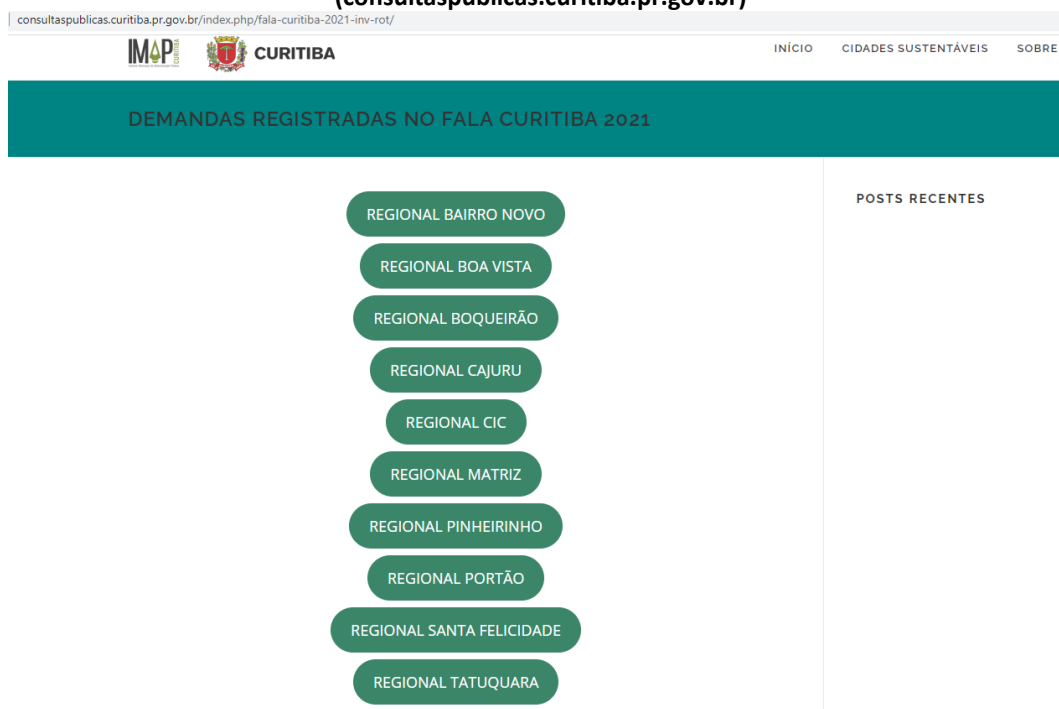 (consultaspublicas.curitiba.pr.gov.br)
consultaspublicas.curitiba.pr.gov.br/index.php/fala-curitiba-2021-inv-rot/
IMAP CURITIBA CURITIBA INÍCIO CIDADES SUSTENTÁVEIS SOBRE
DEMANDAS REGISTRADAS NO FALA CURITIBA 2021
POSTS RECENTES
REGIONAL BAIRRO NOVO
REGIONAL BOA VISTA
REGIONAL BOQUEIRÃO
REGIONAL CAJURU
REGIONAL CIC
REGIONAL MATRIZ
REGIONAL PINHEIRINHO
REGIONAL PORTÃO
REGIONAL SANTA FELICIDADE
REGIONAL TATUQUARA